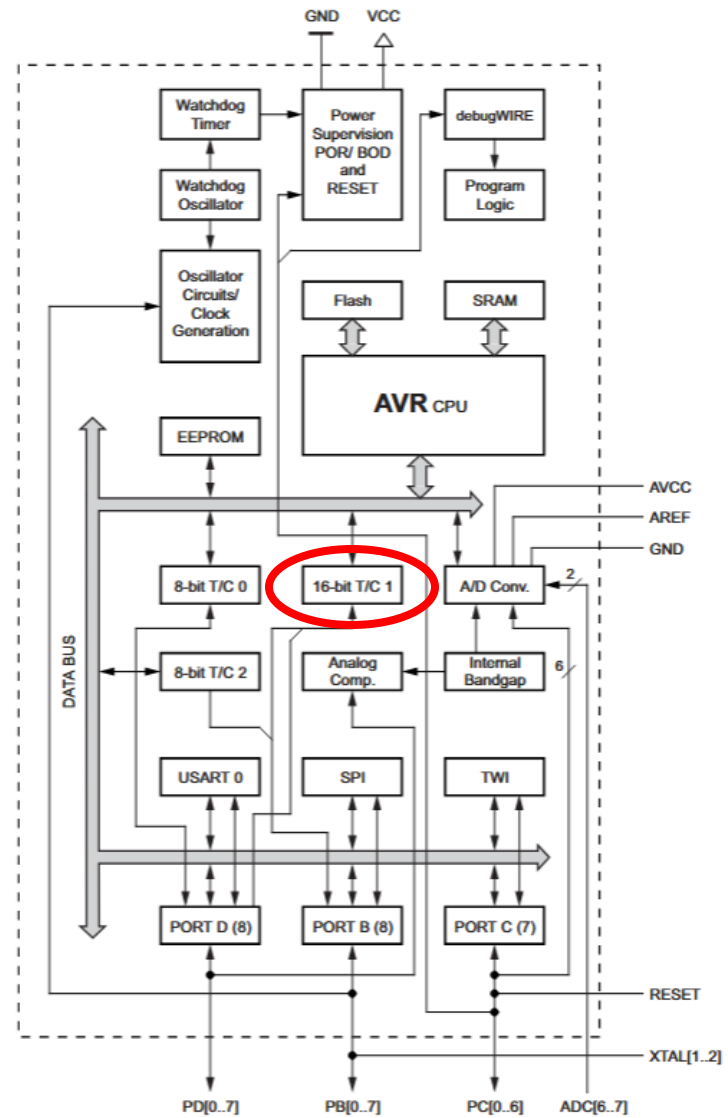 GND
VCC
Watchdog
Timer
Power
Supervision
POR/ BOD
and
RESET
debugWIRE
Watchdog
Oscillator
Program
Logic
Oscillator
Circuits/
Clock
Generation
Flash
SRAM
AVR CPU
EEPROM
AVCC
AREF
GND
8-bit T/C 0
16-bit T/C 1
A/D Conv.
2
8-bit T/C 2
Analog
Comp.
Internal
Bandgap
6
DATA BUS
USART 0
SPI
TWI
PORT D (8)
PORT B (8)
PORT C (7)
RESET
XTAL[1..2]
PD[0..7]
PB[0..7]
PC[0..6]
ADC[6..7]